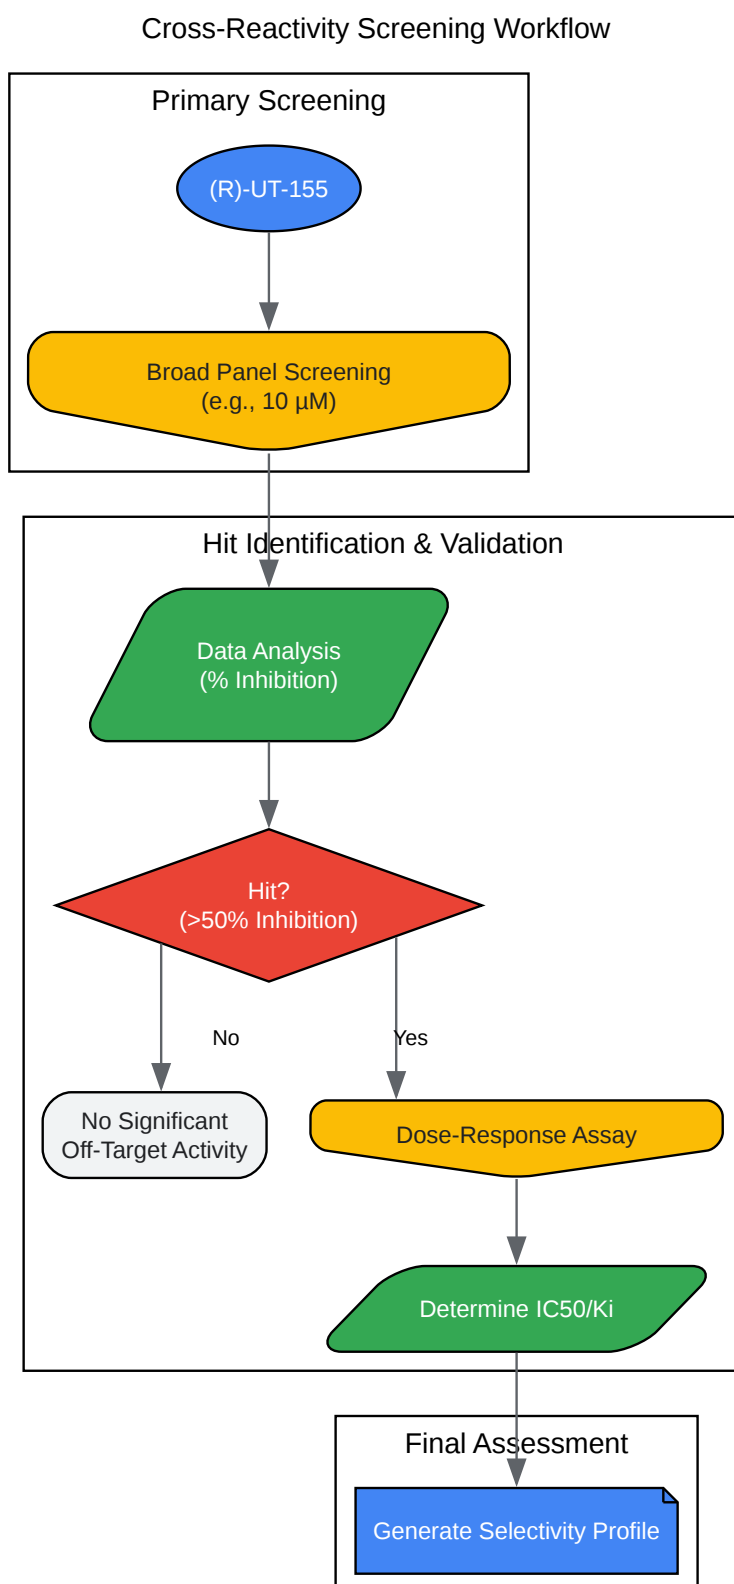 Cross-Reactivity Screening Workflow
Primary Screening
(R)-UT-155
Broad Panel Screening
(e.g., 10 µM)
Hit Identification & Validation
Data Analysis
(% Inhibition)
Hit?
(>50% Inhibition)
No
Yes
No Significant
Off-Target Activity
Dose-Response Assay
Determine IC50/Ki
Final Assessment
Generate Selectivity Profile